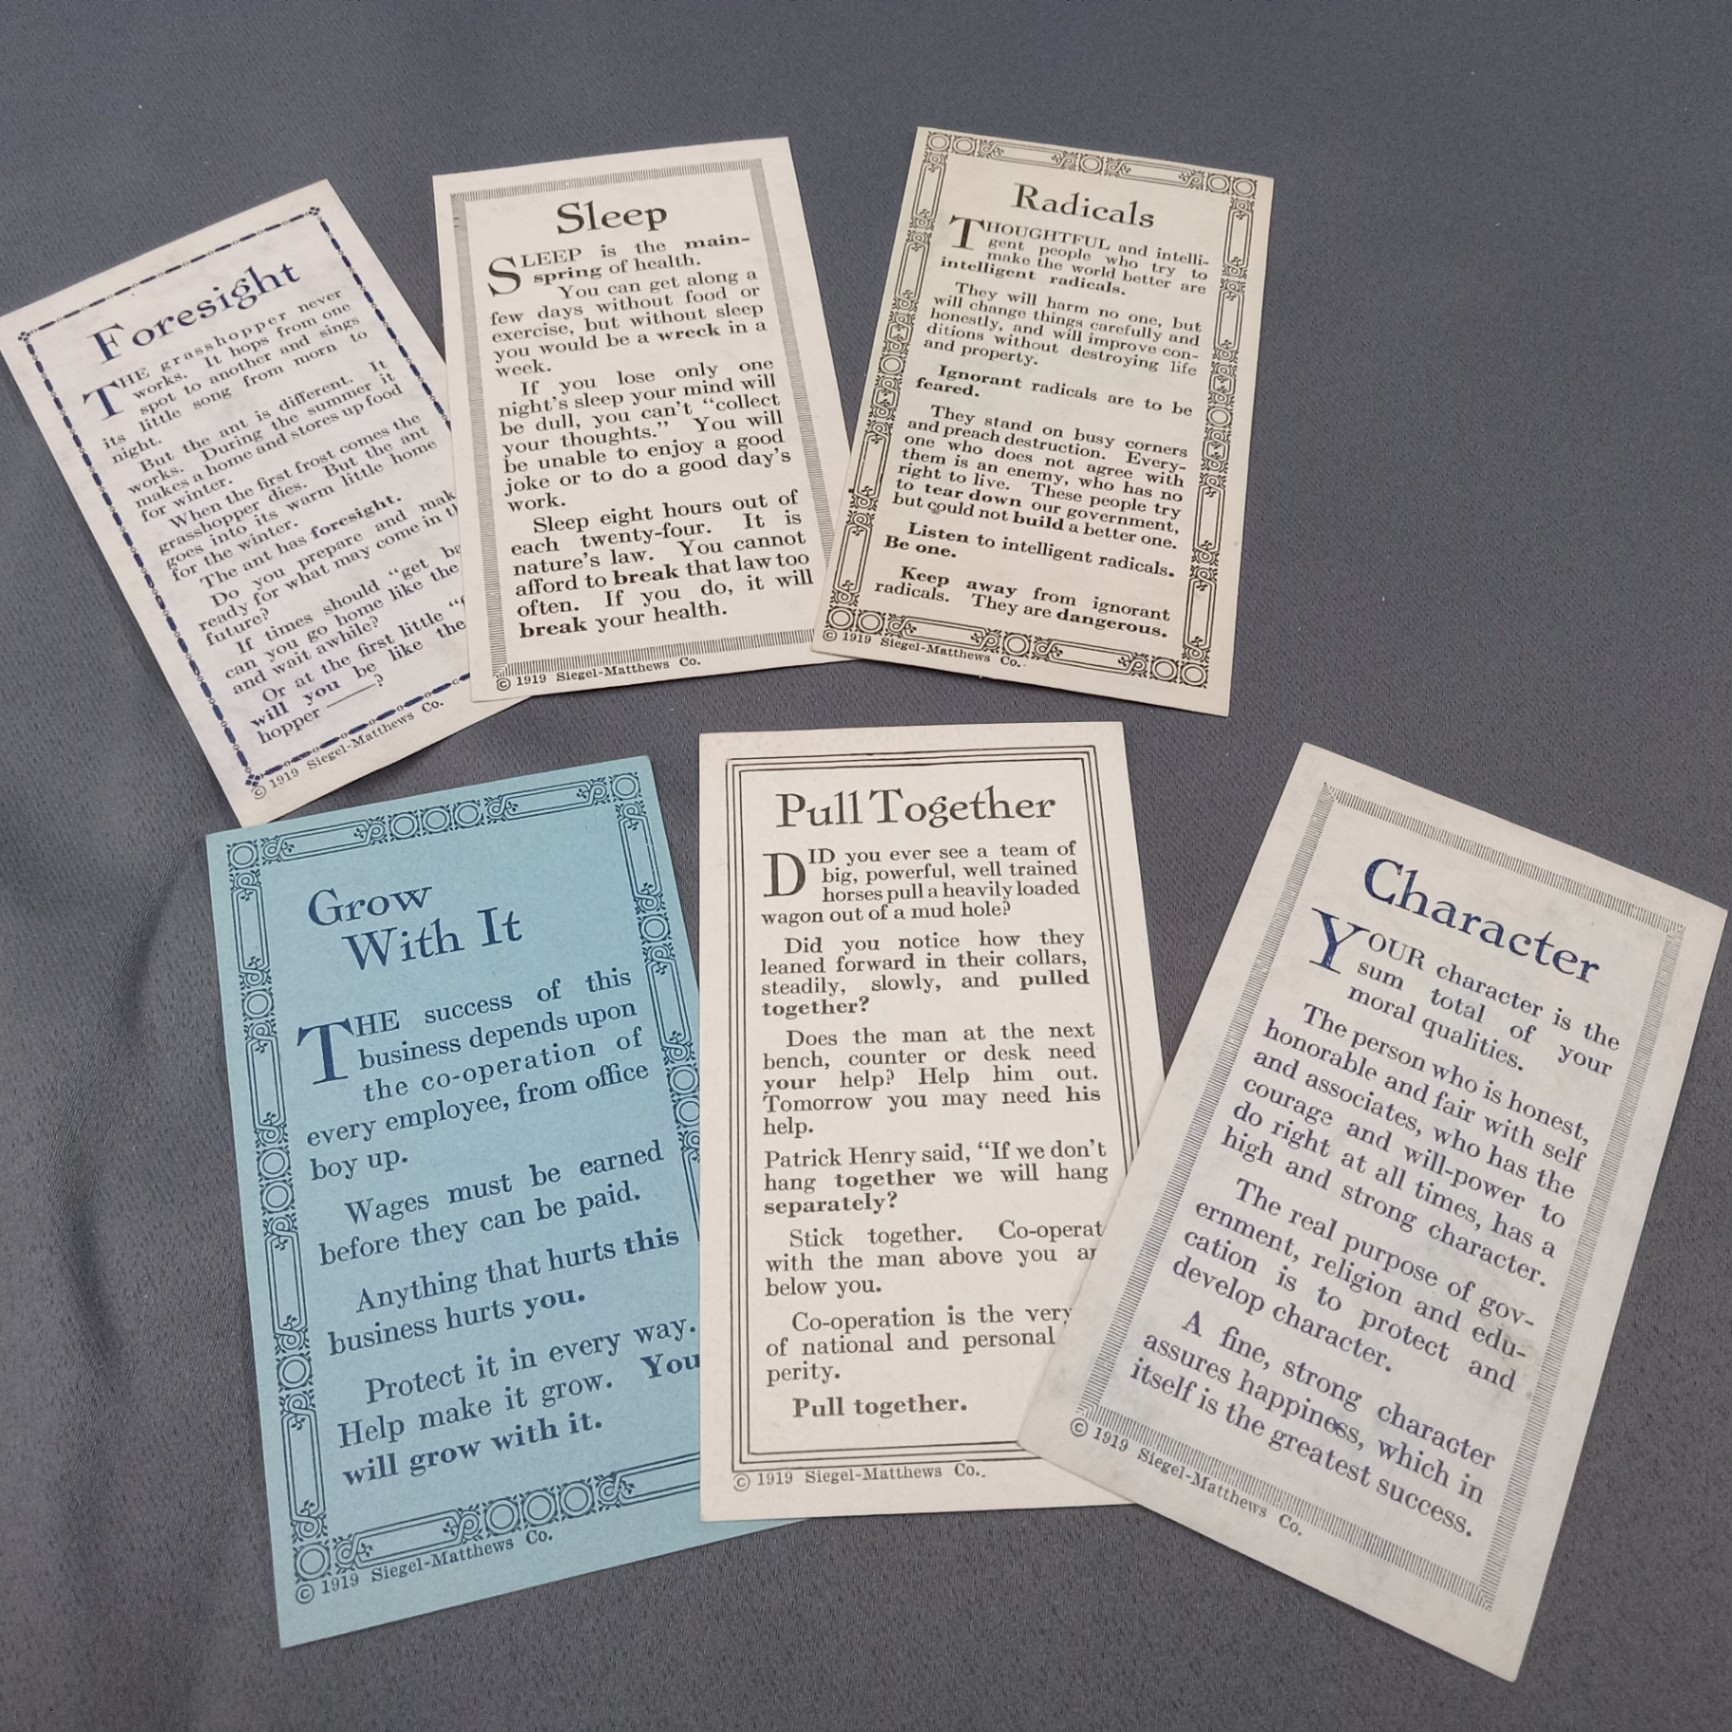 Foresight
THE grasshopper never
works. It hops from one
spot to another and sings
its little song from morn to
night.
But the ant is different. It
works. During the summer it
makes a home and stores up food
for winter.
When the first frost comes the
grasshopper dies. But the ant
goes into its warm little home
for the winter.
The ant has foresight.
Do you prepare and mak
ready for what may come in th
future?
If times should "get ba
can you go home like the
and wait awhile?
Or at the first little "f
will you be like the
hopper ——?
© 1919 Siegel-Matthews Co.
Sleep
SLEEP is the main-
spring of health.
You can get along a
few days without food or
exercise, but without sleep
you would be a wreck in a
week.
If you lose only one
night's sleep your mind will
be dull, you can't "collect
your thoughts." You will
be unable to enjoy a good
joke or to do a good day's
work.
Sleep eight hours out of
each twenty-four. It is
nature's law. You cannot
afford to break that law too
often. If you do, it will
break your health.
© 1919 Siegel-Matthews Co.
Radicals
THOUGHTFUL and intelli-
gent people who try to
make the world better are
intelligent radicals.
They will harm no one, but
will change things carefully and
honestly, and will improve con-
ditions without destroying life
and property.
Ignorant radicals are to be
feared.
They stand on busy corners
and preach destruction. Every-
one who does not agree with
them is an enemy, who has no
right to live. These people try
to tear down our government,
but could not build a better one.
Listen to intelligent radicals.
Be one.
Keep away from ignorant
radicals. They are dangerous.
© 1919 Siegel-Matthews Co.
Grow
With It
THE success of this
business depends upon
the co-operation of
every employee, from office
boy up.
Wages must be earned
before they can be paid.
Anything that hurts this
business hurts you.
Protect it in every way.
Help make it grow. You
will grow with it.
© 1919 Siegel-Matthews Co.
Pull Together
DID you ever see a team of
big, powerful, well trained
horses pull a heavily loaded
wagon out of a mud hole?
Did you notice how they
leaned forward in their collars,
steadily, slowly, and pulled
together?
Does the man at the next
bench, counter or desk need
your help? Help him out.
Tomorrow you may need his
help.
Patrick Henry said, "If we don't
hang together we will hang
separately?
Stick together. Co-operat
with the man above you an
below you.
Co-operation is the very
of national and personal
perity.
Pull together.
© 1919 Siegel-Matthews Co.
Character
YOUR character is the
sum total of your
moral qualities.
The person who is honest,
honorable and fair with self
and associates, who has the
courage and will-power to
do right at all times, has a
high and strong character.
The real purpose of gov-
ernment, religion and edu-
cation is to protect and
develop character.
A fine, strong character
assures happiness, which in
itself is the greatest success.
© 1919 Siegel-Matthews Co.